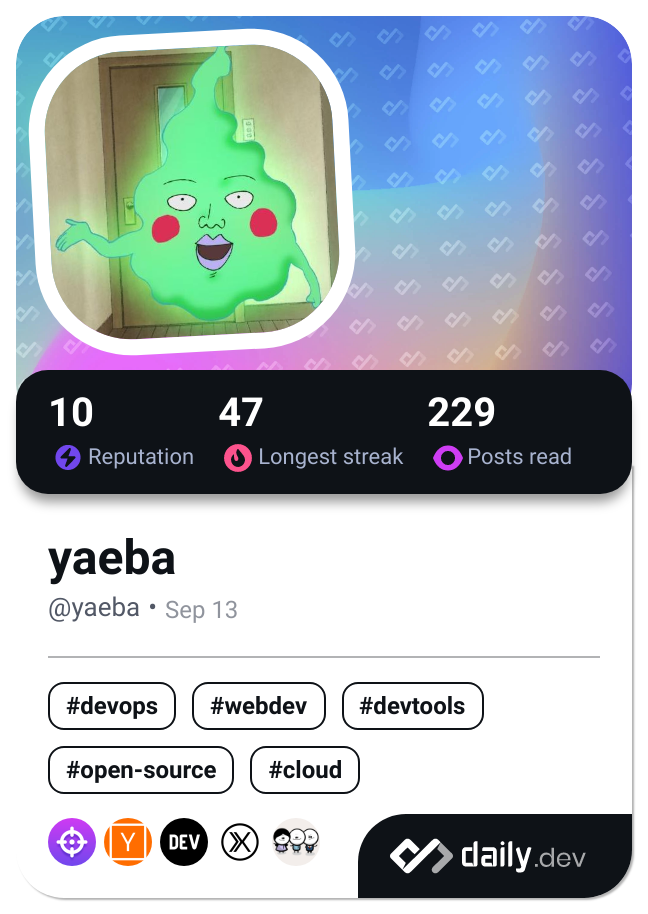 10 47 229
Reputation Longest streak Posts read
yaeba
@yaeba • Sep 13
#devops #webdev #devtools
#open-source #cloud
Y DEV
daily.dev